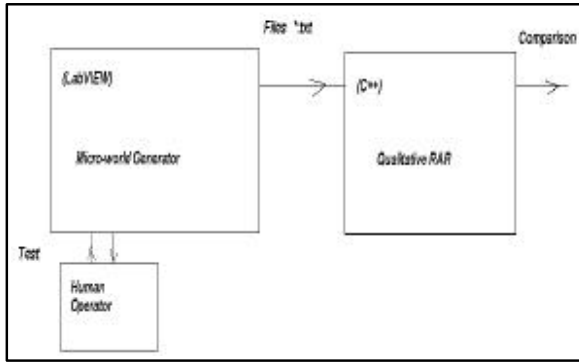 Files *.txt
Comparison
(LabVIEW)
(C++)
Micro-world Generator
Qualitative RAR
Test
Human
Operator